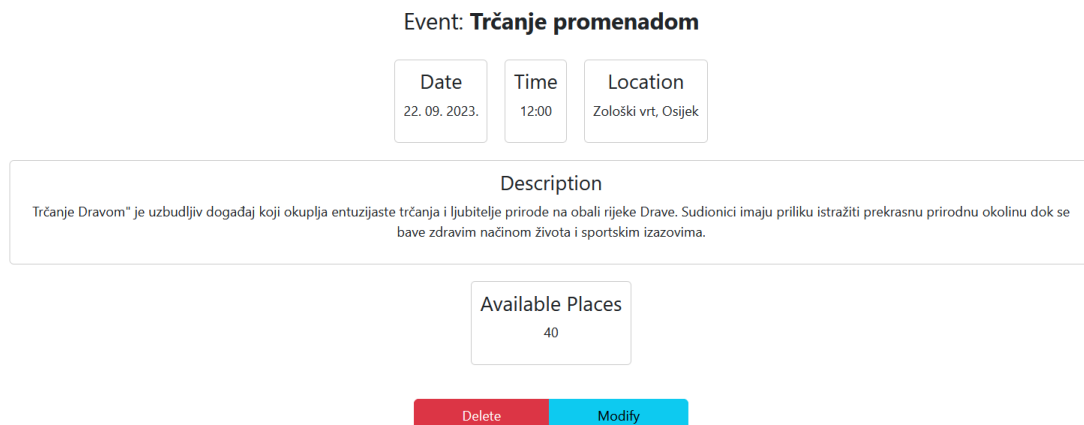 Event: Trčanje promenadom
Date
22. 09. 2023.
Time
12:00
Location
Zološki vrt, Osijek
Description
Trčanje Dravom" je uzbudljiv događaj koji okuplja entuzijaste trčanja i ljubitelje prirode na obali rijeke Drave. Sudionici imaju priliku istražiti prekrasnu prirodnu okolinu dok se
bave zdravim načinom života i sportskim izazovima.
Available Places
40
Delete
Modify